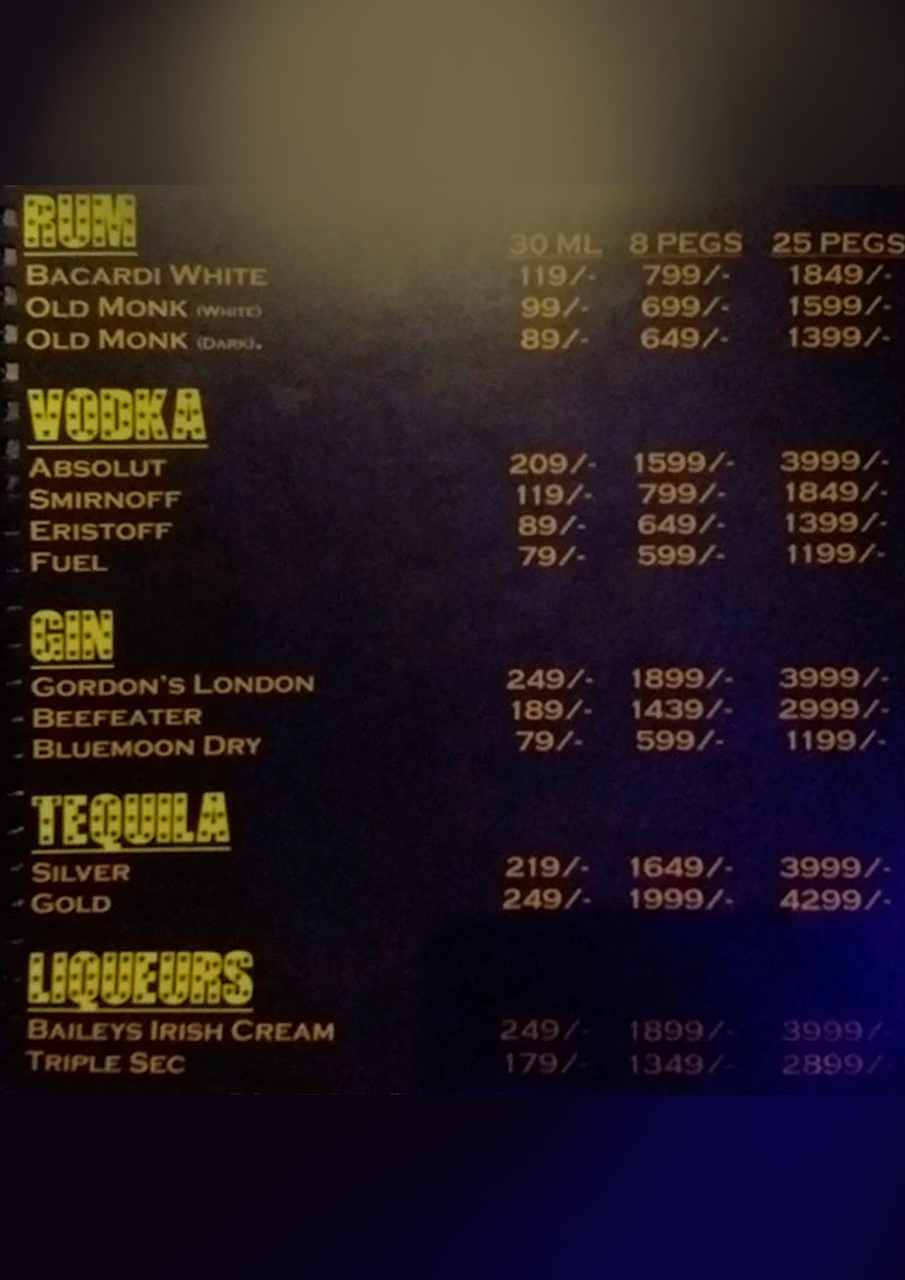 RUM
30 ML 8 PEGS 25 PEGS
BACARDI WHITE 119/- 799/- 1849/-
OLD MONK (WHITE) 99/- 699/- 1599/-
OLD MONK (DARK). 89/- 649/- 1399/-
VODKA
ABSOLUT 209/- 1599/- 3999/-
SMIRNOFF 119/- 799/- 1849/-
ERISTOFF 89/- 649/- 1399/-
FUEL 79/- 599/- 1199/-
GIN
GORDON'S LONDON 249/- 1899/- 3999/-
BEEFEATER 189/- 1439/- 2999/-
BLUEMOON DRY 79/- 599/- 1199/-
TEQUILA
SILVER 219/- 1649/- 3999/-
GOLD 249/- 1999/- 4299/-
LIQUEURS
BAILEYS IRISH CREAM 249/- 1899/- 3999/-
TRIPLE SEC 179/- 1349/- 2899/-